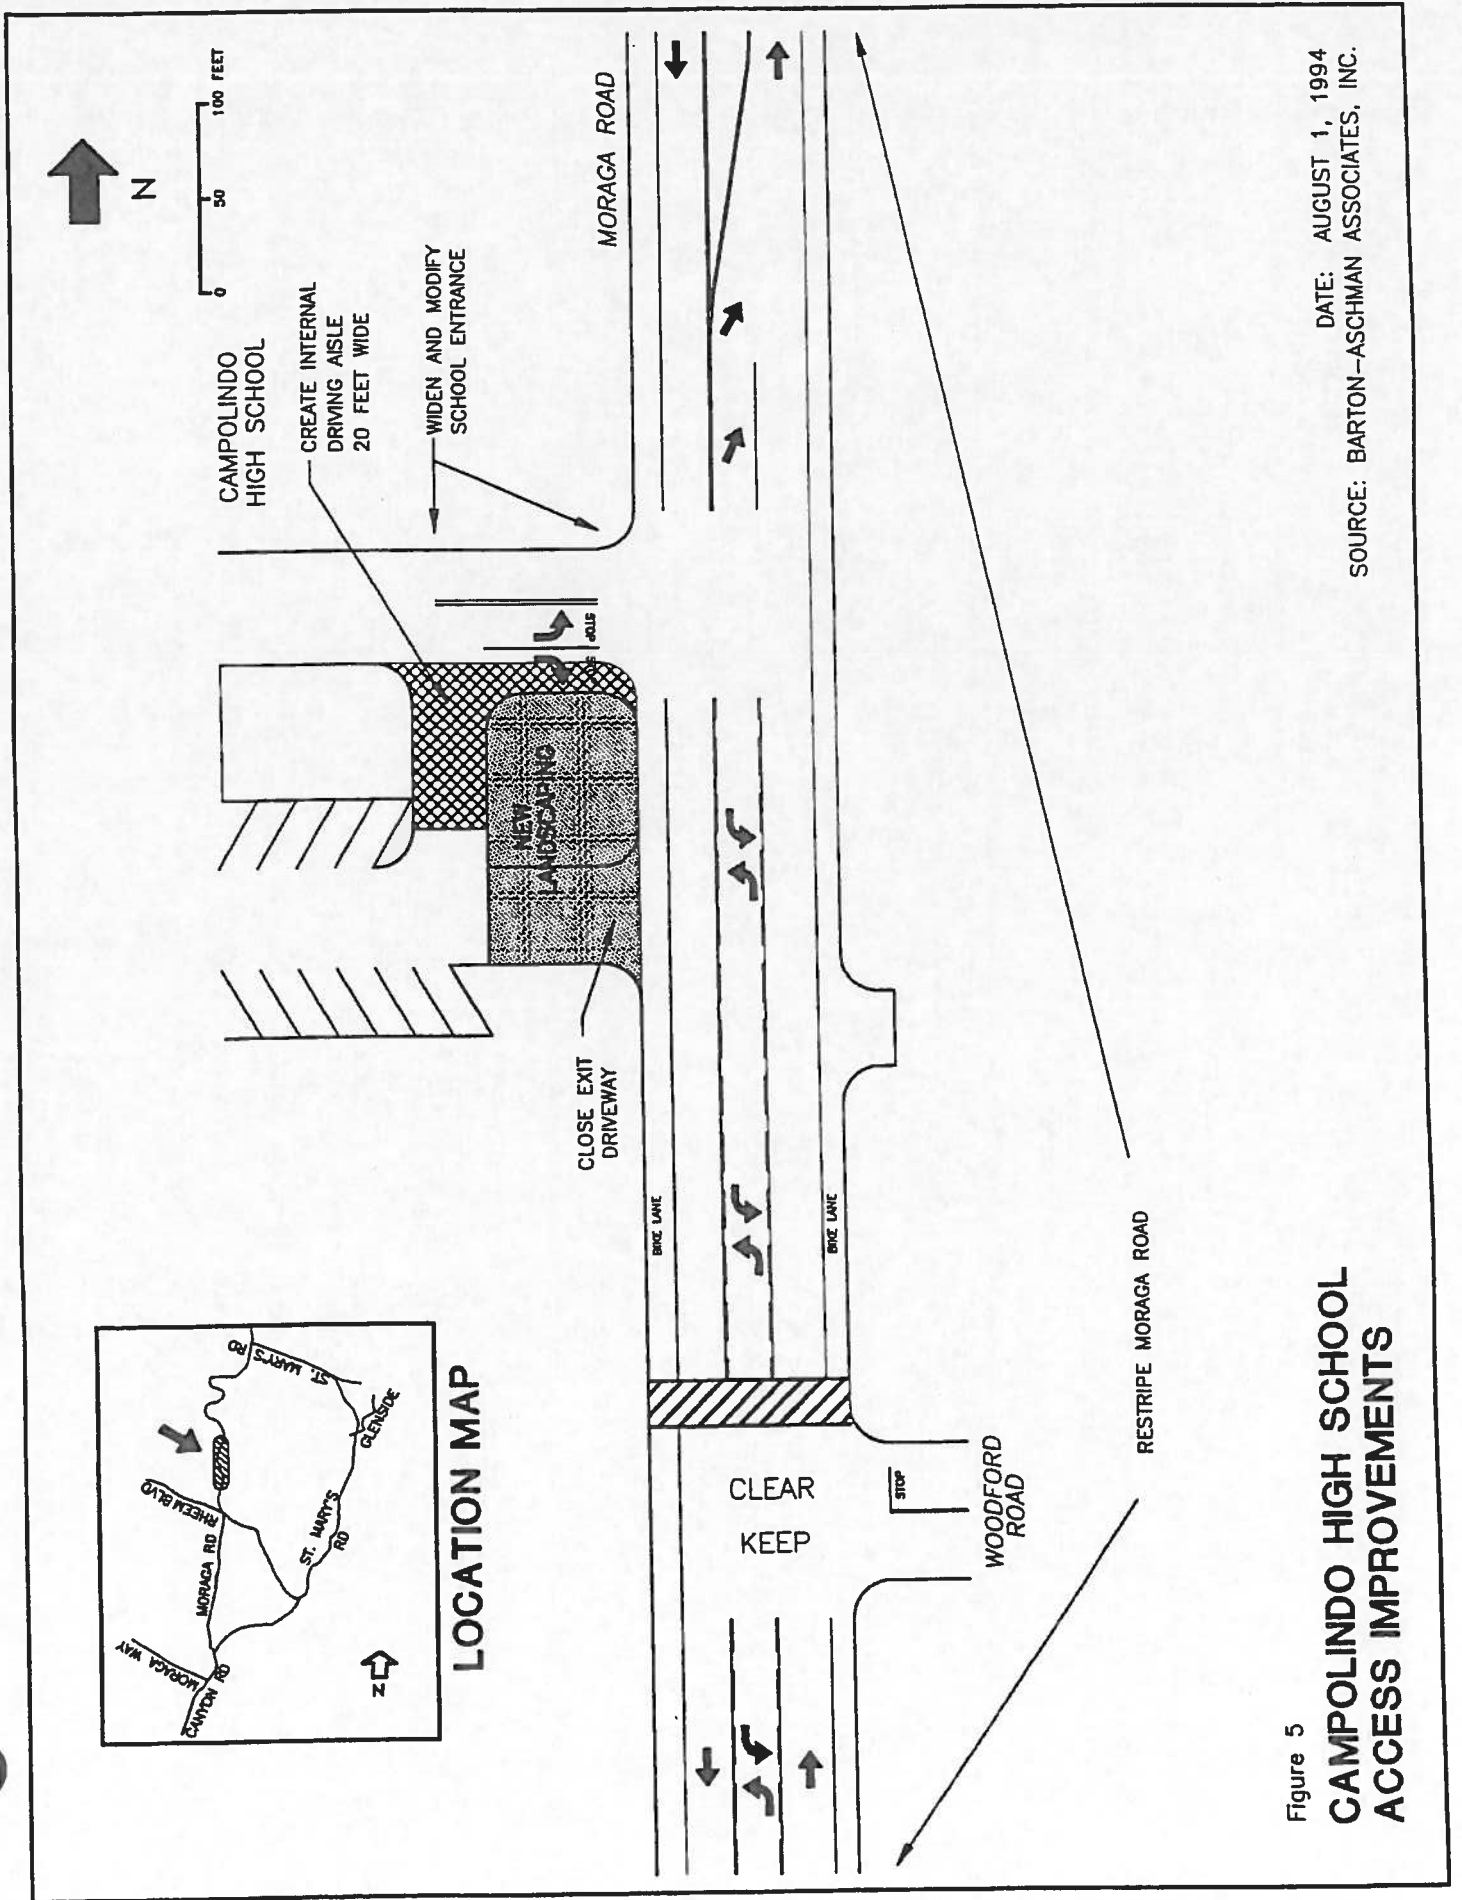 CAMPOLINDO
HIGH SCHOOL
CREATE INTERNAL
DRIVING AISLE
20 FEET WIDE
WIDEN AND MODIFY
SCHOOL ENTRANCE
N
0 50 100 FEET
MORAGA ROAD
STOP
NEW
LANDSCAPING
CLOSE EXIT
DRIVEWAY
BIKE LANE
BIKE LANE
KEEP
CLEAR
STOP
WOODFORD
ROAD
RESTRIPE MORAGA ROAD
MORAGA WAY
CANYON RD
MORAGA RD
RHEEM BLVD
ST. MARY'S
RD
ST. MARY'S RD
GLENSIDE
N
LOCATION MAP
Figure 5
CAMPOLINDO HIGH SCHOOL
ACCESS IMPROVEMENTS
DATE: AUGUST 1, 1994
SOURCE: BARTON-ASCHMAN ASSOCIATES, INC.